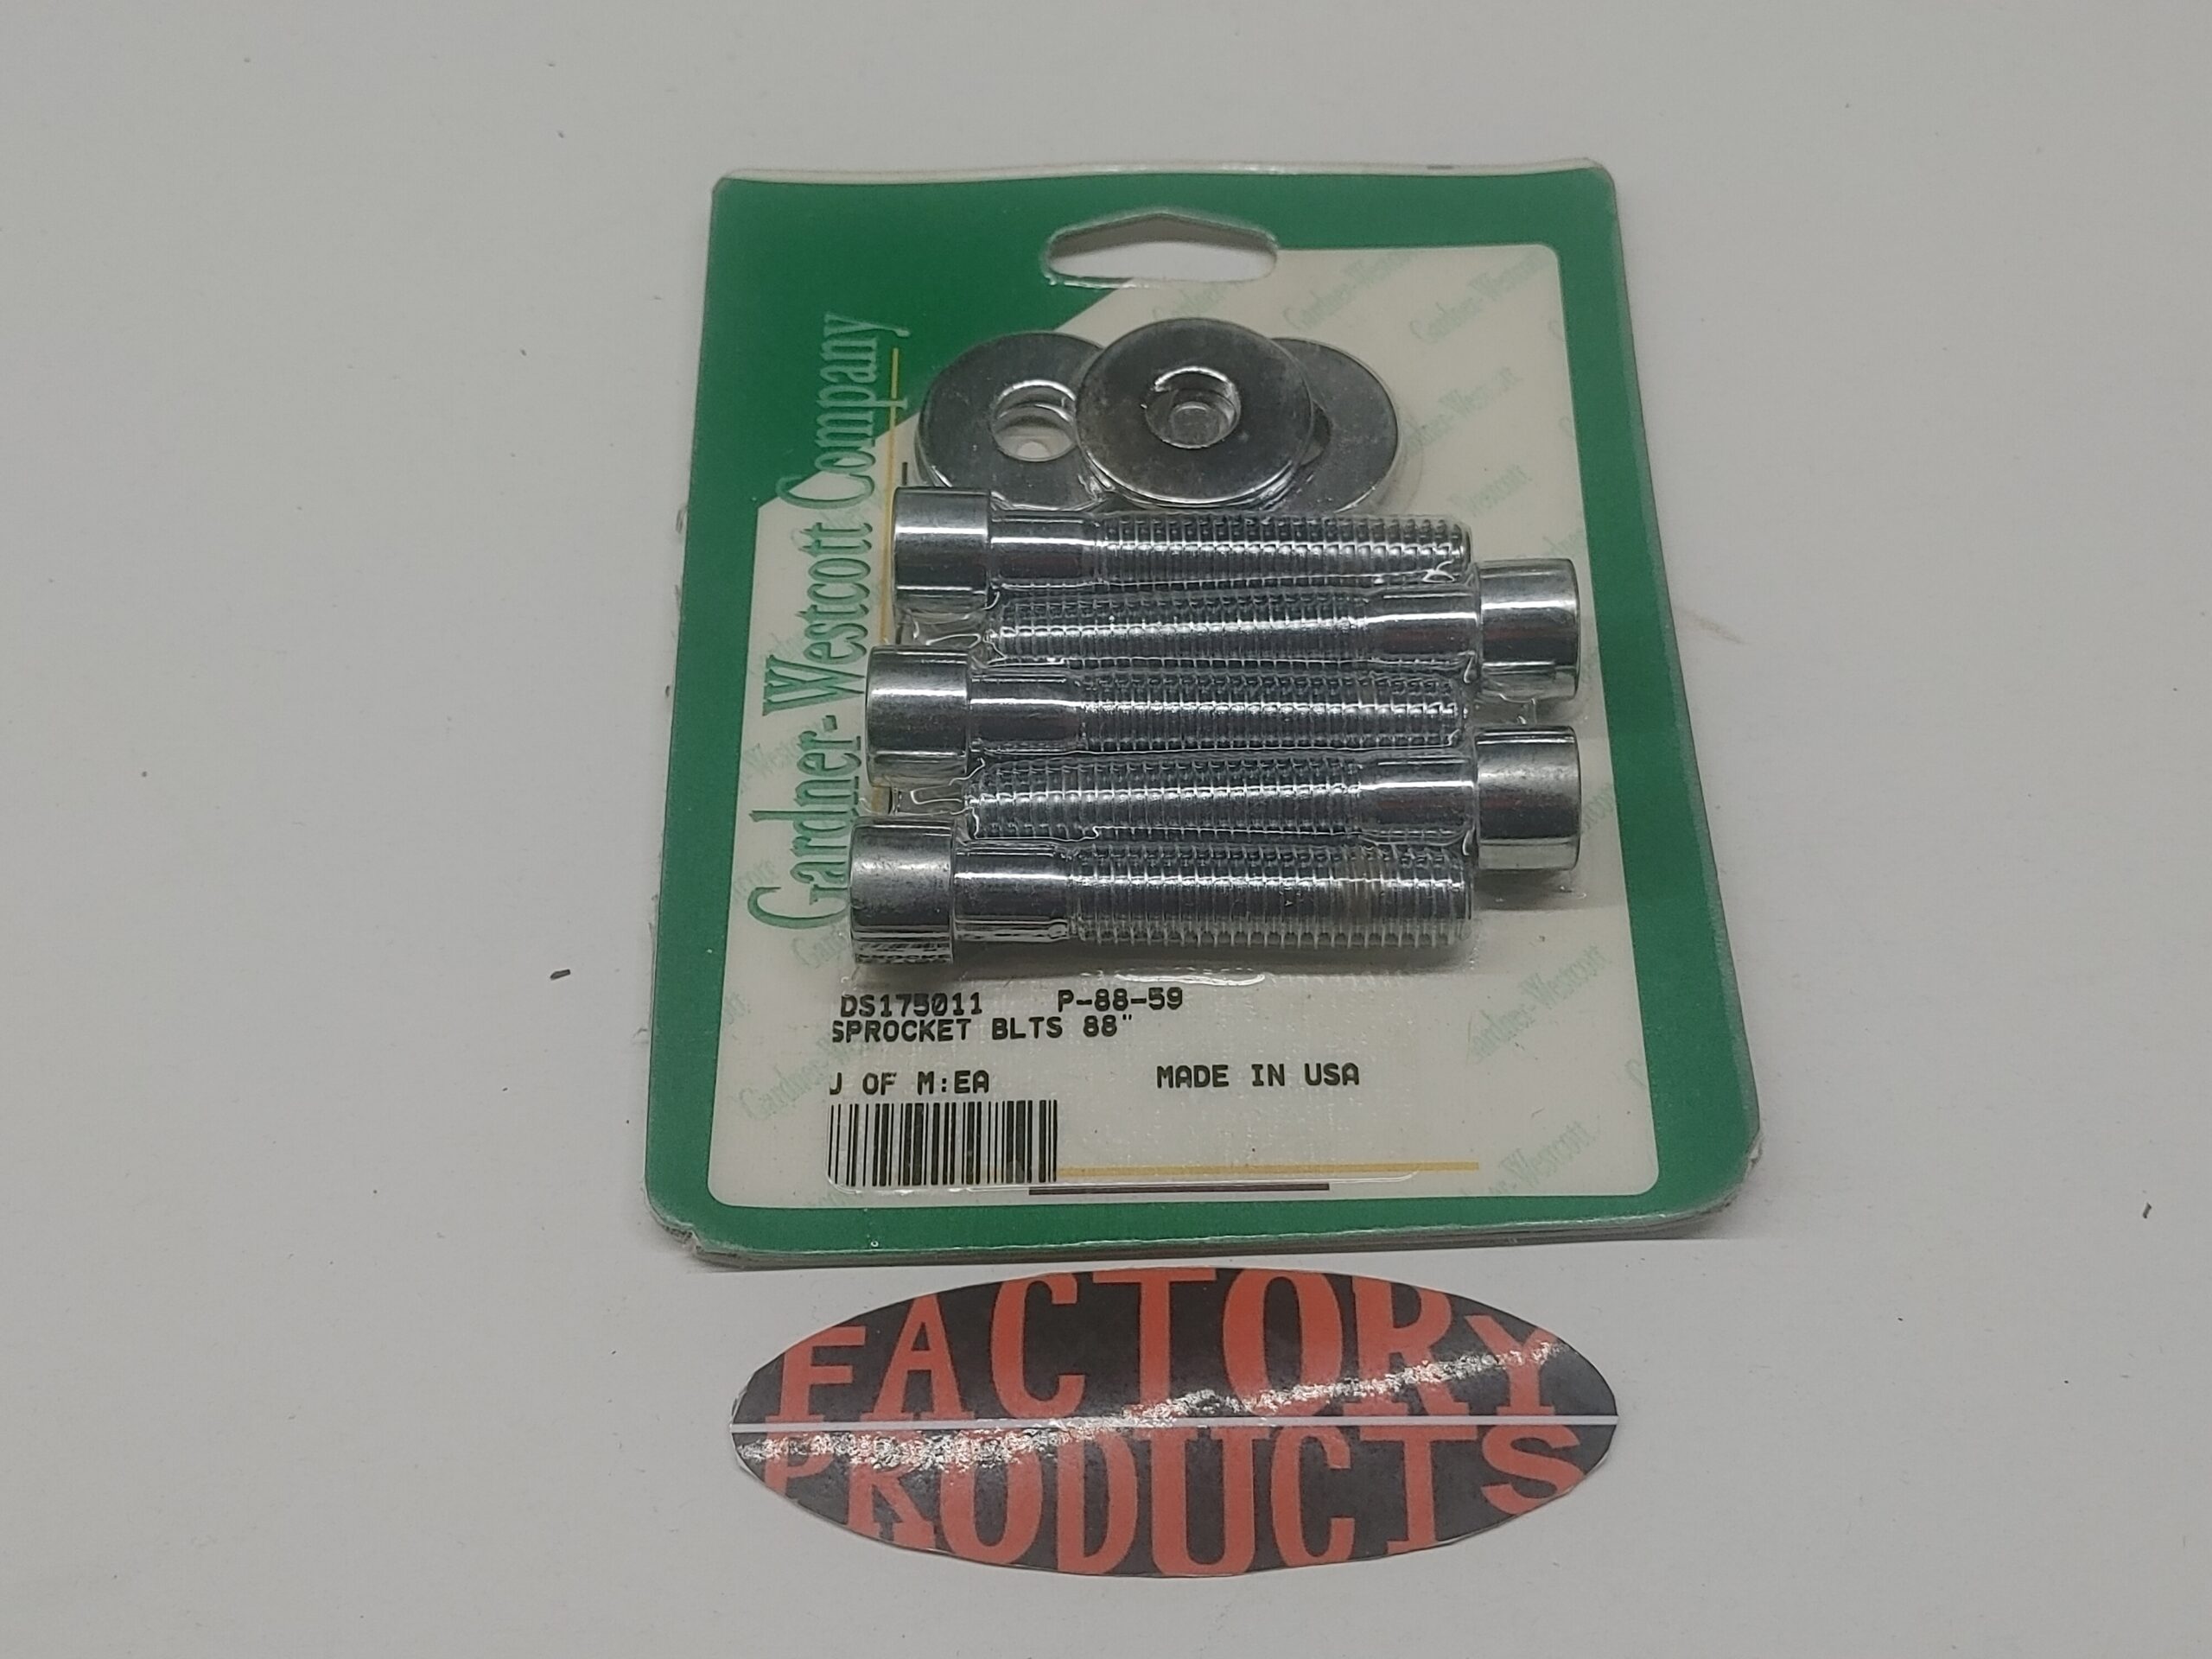 Gardner-Westcott Company
DS175011 P-88-59
SPROCKET BLTS 88"
U OF M:EA MADE IN USA
FACTORY
PRODUCTS